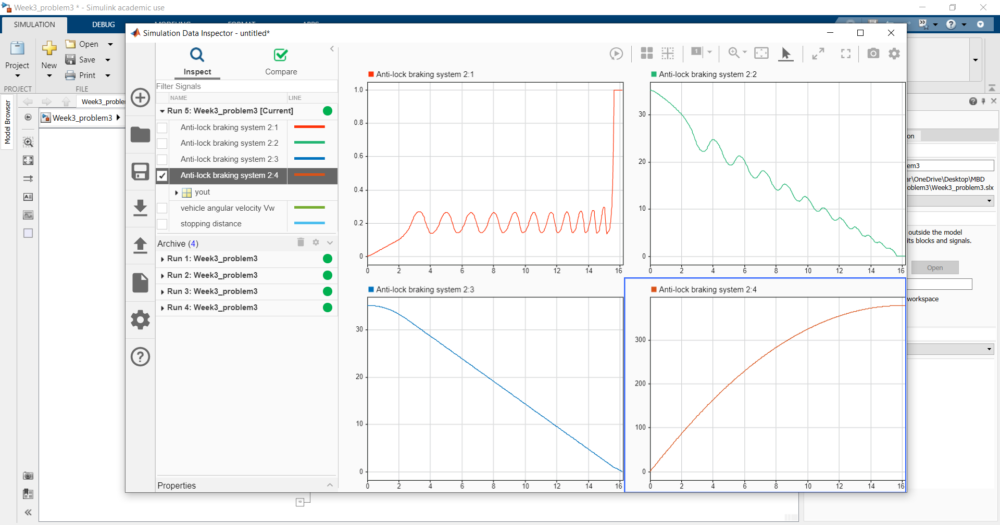 Week3_problem3 * - Simulink academic use
SIMULATION
DEBUG
MODELING
FORMAT
APPS
Project
New
Open
Save
Print
PROJECT
FILE
Model Browser
Week3_proble
Week3_problem3
Simulation Data Inspector - untitled*
Inspect
Compare
Filter Signals
NAME
LINE
Run 5: Week3_problem3 [Current]
Anti-lock braking system 2:1
Anti-lock braking system 2:2
Anti-lock braking system 2:3
Anti-lock braking system 2:4
yout
vehicle angular velocity Vw
stopping distance
Archive (4)
Run 1: Week3_problem3
Run 2: Week3_problem3
Run 3: Week3_problem3
Run 4: Week3_problem3
Properties
1
Anti-lock braking system 2:1
1.0
0.8
0.6
0.4
0.2
0
0 2 4 6 8 10 12 14 16
Anti-lock braking system 2:2
30
20
10
0
0 2 4 6 8 10 12 14 16
Anti-lock braking system 2:3
30
20
10
0
0 2 4 6 8 10 12 14 16
Anti-lock braking system 2:4
300
200
100
0
0 2 4 6 8 10 12 14 16
on
em3
ar\OneDrive\Desktop\MBD
oblem3\Week3_problem3.slx
outside the model
its blocks and signals.
Open
workspace